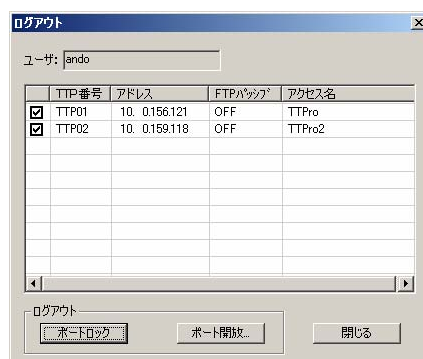 ログアウト
ユーザ: ando
TTP番号 アドレス FTPパッシブ アクセス名
TTP01 10. 0.156.121 OFF TTPro
TTP02 10. 0.159.118 OFF TTPro2
ログアウト
ポートロック ポート開放... 閉じる